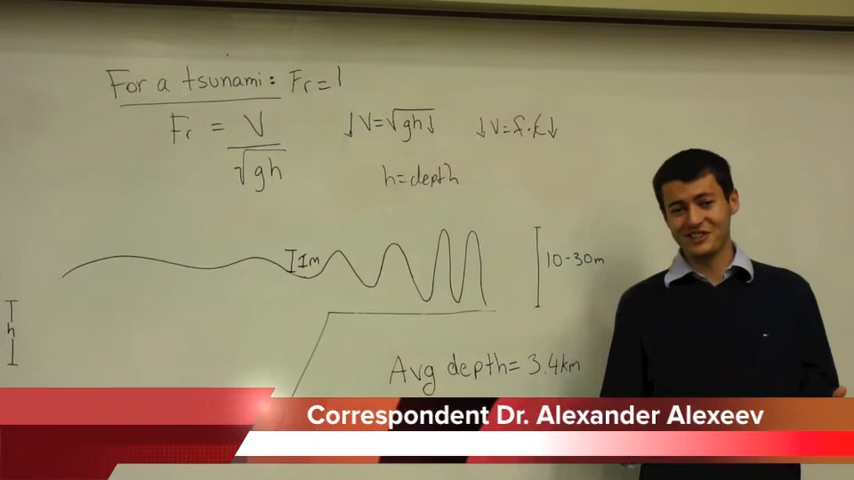 For a tsunami: Fr = 1
Fr = V / √gh
↓V=√gh↓
↓V=f·k↓
h=depth
1m
10-30m
h
Avg depth= 3.4km
Correspondent Dr. Alexander Alexeev